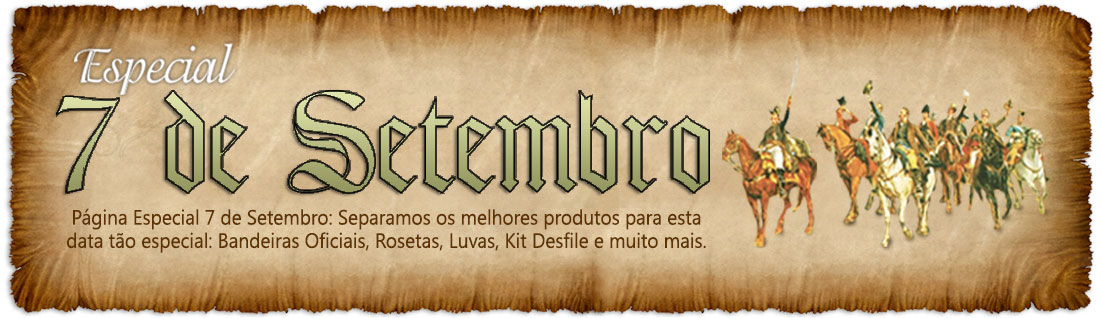 Especial
7 de Setembro
Página Especial 7 de Setembro: Separamos os melhores produtos para esta
data tão especial: Bandeiras Oficiais, Rosetas, Luvas, Kit Desfile e muito mais.